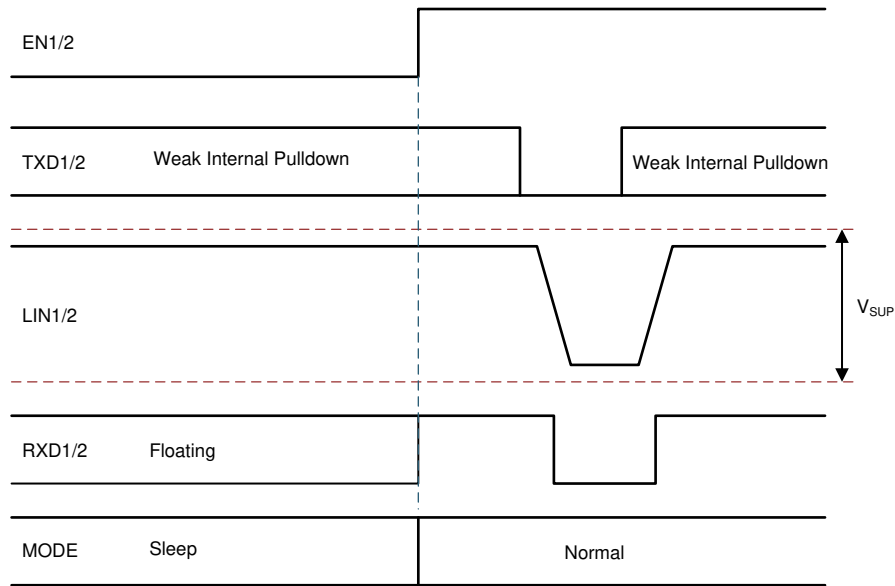 EN1/2
TXD1/2 Weak Internal Pulldown Weak Internal Pulldown
LIN1/2
VSUP
RXD1/2 Floating
MODE Sleep Normal